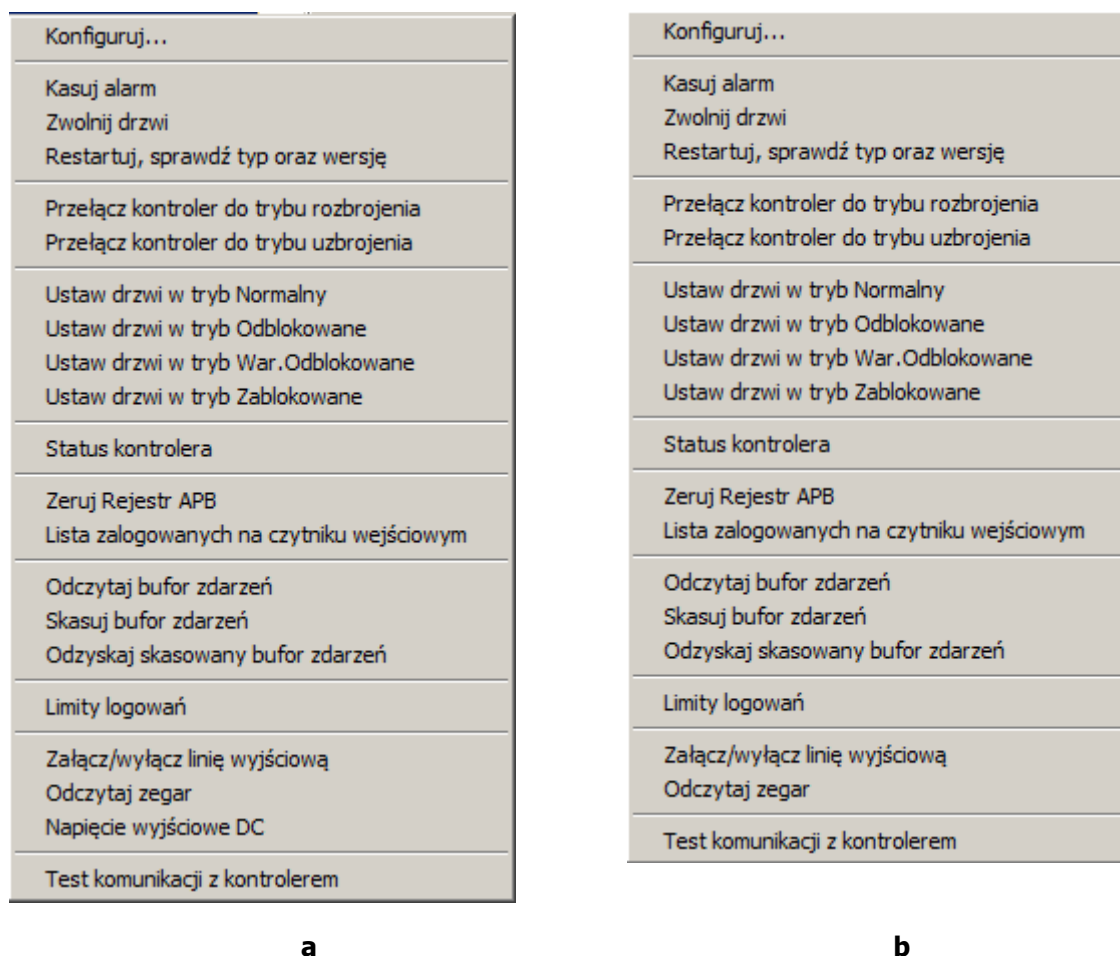 Konfiguruj...
Kasuj alarm
Zwolnij drzwi
Restartuj, sprawdź typ oraz wersję
Przełącz kontroler do trybu rozbrojenia
Przełącz kontroler do trybu uzbrojenia
Ustaw drzwi w tryb Normalny
Ustaw drzwi w tryb Odblokowane
Ustaw drzwi w tryb War.Odblokowane
Ustaw drzwi w tryb Zablokowane
Status kontrolera
Zeruj Rejestr APB
Lista zalogowanych na czytniku wejściowym
Odczytaj bufor zdarzeń
Skasuj bufor zdarzeń
Odzyskaj skasowany bufor zdarzeń
Limity logowań
Załącz/wyłącz linię wyjściową
Odczytaj zegar
Napięcie wyjściowe DC
Test komunikacji z kontrolerem
a
Konfiguruj...
Kasuj alarm
Zwolnij drzwi
Restartuj, sprawdź typ oraz wersję
Przełącz kontroler do trybu rozbrojenia
Przełącz kontroler do trybu uzbrojenia
Ustaw drzwi w tryb Normalny
Ustaw drzwi w tryb Odblokowane
Ustaw drzwi w tryb War.Odblokowane
Ustaw drzwi w tryb Zablokowane
Status kontrolera
Zeruj Rejestr APB
Lista zalogowanych na czytniku wejściowym
Odczytaj bufor zdarzeń
Skasuj bufor zdarzeń
Odzyskaj skasowany bufor zdarzeń
Limity logowań
Załącz/wyłącz linię wyjściową
Odczytaj zegar
Test komunikacji z kontrolerem
b